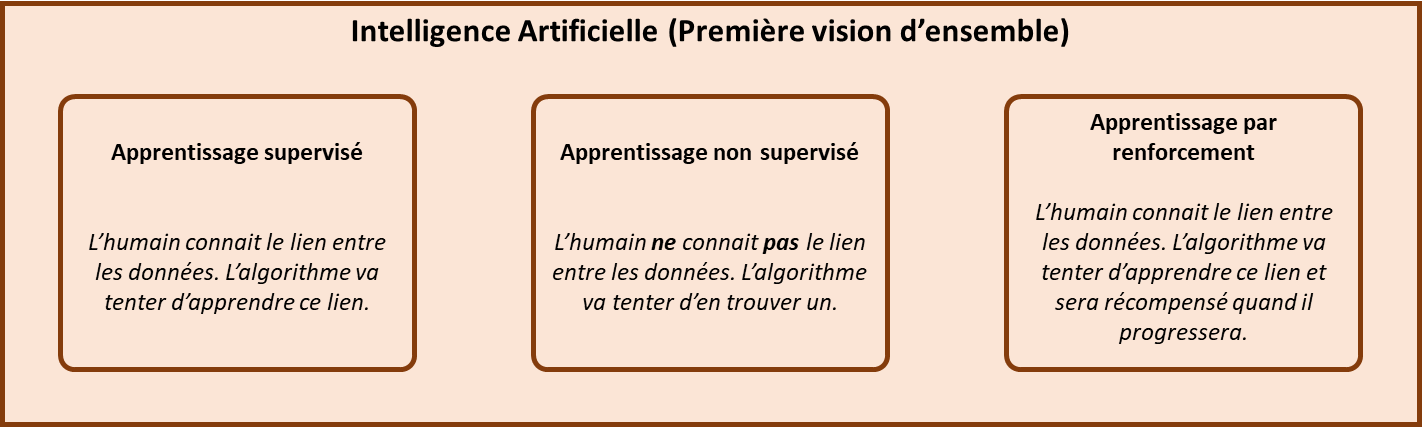 Intelligence Artificielle (Première vision d’ensemble)
Apprentissage supervisé
L’humain connait le lien entre
les données. L’algorithme va
tenter d’apprendre ce lien.
Apprentissage non supervisé
L’humain ne connait pas le lien
entre les données. L’algorithme
va tenter d’en trouver un.
Apprentissage par
renforcement
L’humain connait le lien entre
les données. L’algorithme va
tenter d’apprendre ce lien et
sera récompensé quand il
progressera.